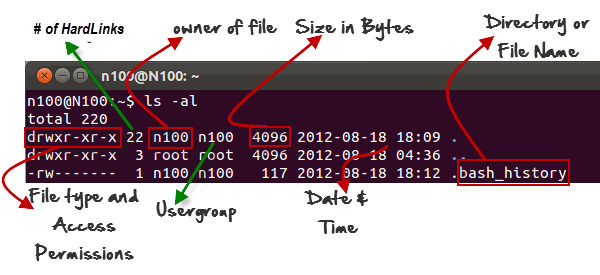 # of HardLinks
owner of file
Size in Bytes
Directory or
File Name
n100@N100: ~
n100@N100:~$ ls -al
total 220
drwxr-xr-x 22 n100 n100 4096 2012-08-18 18:09 .
drwxr-xr-x 3 root root 4096 2012-08-18 04:36 ..
-rw------- 1 n100 n100 117 2012-08-18 18:12 .bash_history
File type and
Access
Permissions
Usergroup
Date &
Time